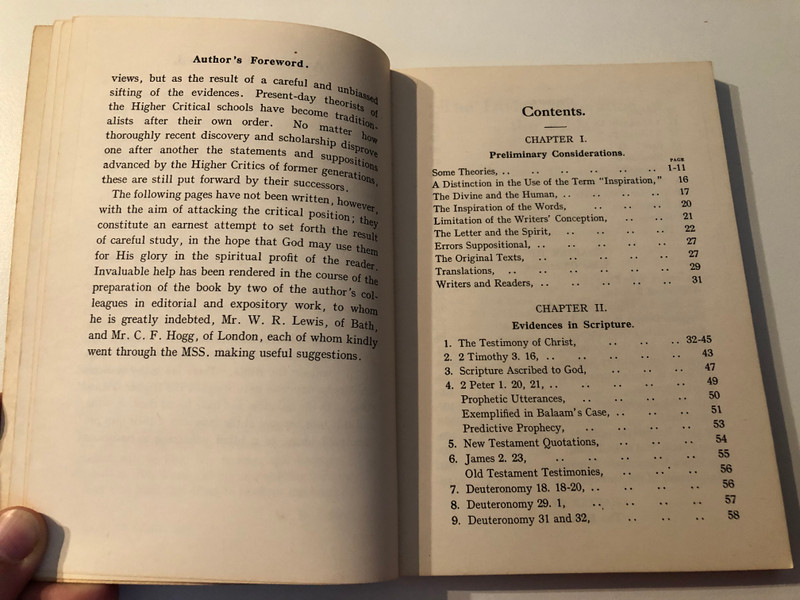 Author's Foreword.
views, but as the result of a careful and unbiassed
sifting of the evidences. Present-day theorists of
the Higher Critical schools have become tradition-
alists after their own order. No matter how
thoroughly recent discovery and scholarship disprove
one after another the statements and suppositions
advanced by the Higher Critics of former generations,
these are still put forward by their successors.
The following pages have not been written, however,
with the aim of attacking the critical position; they
constitute an earnest attempt to set forth the result
of careful study, in the hope that God may use them
for His glory in the spiritual profit of the reader.
Invaluable help has been rendered in the course of the
preparation of the book by two of the author's col-
leagues in editorial and expository work, to whom
he is greatly indebted, Mr. W. R. Lewis, of Bath,
and Mr. C. F. Hogg, of London, each of whom kindly
went through the MSS. making useful suggestions.
Contents.
CHAPTER I.
Preliminary Considerations.
PAGE
Some Theories, .. .. .. .. .. .. 1-11
A Distinction in the Use of the Term "Inspiration," 16
The Divine and the Human, .. .. .. .. 17
The Inspiration of the Words, .. .. .. 20
Limitation of the Writers' Conception, .. .. 21
The Letter and the Spirit, .. .. .. .. 22
Errors Suppositional, .. .. .. .. .. 27
The Original Texts, .. .. .. .. .. 27
Translations, .. .. .. .. .. .. 29
Writers and Readers, .. .. .. .. .. 31
CHAPTER II.
Evidences in Scripture.
1. The Testimony of Christ, .. .. .. 32-45
2. 2 Timothy 3. 16, .. .. .. .. .. 43
3. Scripture Ascribed to God, .. .. .. 47
4. 2 Peter 1. 20, 21, .. .. .. .. .. 49
Prophetic Utterances, .. .. .. .. 50
Exemplified in Balaam's Case, .. .. .. 51
Predictive Prophecy, .. .. .. .. 53
5. New Testament Quotations, .. .. .. 54
6. James 2. 23, .. .. .. .. .. 55
Old Testament Testimonies, .. .. .. 56
7. Deuteronomy 18. 18-20, .. .. .. .. 56
8. Deuteronomy 29. 1, .. .. .. 57
9. Deuteronomy 31 and 32, .. .. .. 58